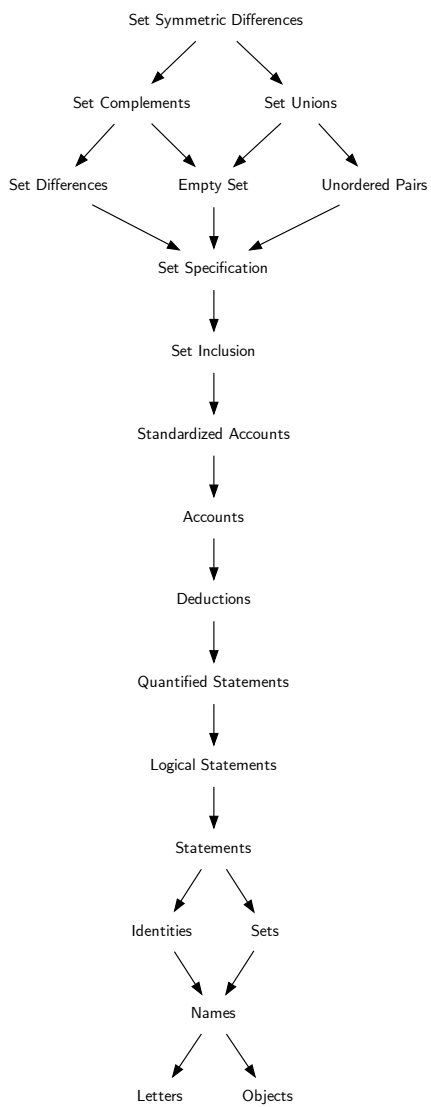 Set Symmetric Differences
Set Complements
Set Unions
Set Differences
Empty Set
Unordered Pairs
Set Specification
Set Inclusion
Standardized Accounts
Accounts
Deductions
Quantified Statements
Logical Statements
Statements
Identities
Sets
Names
Letters
Objects